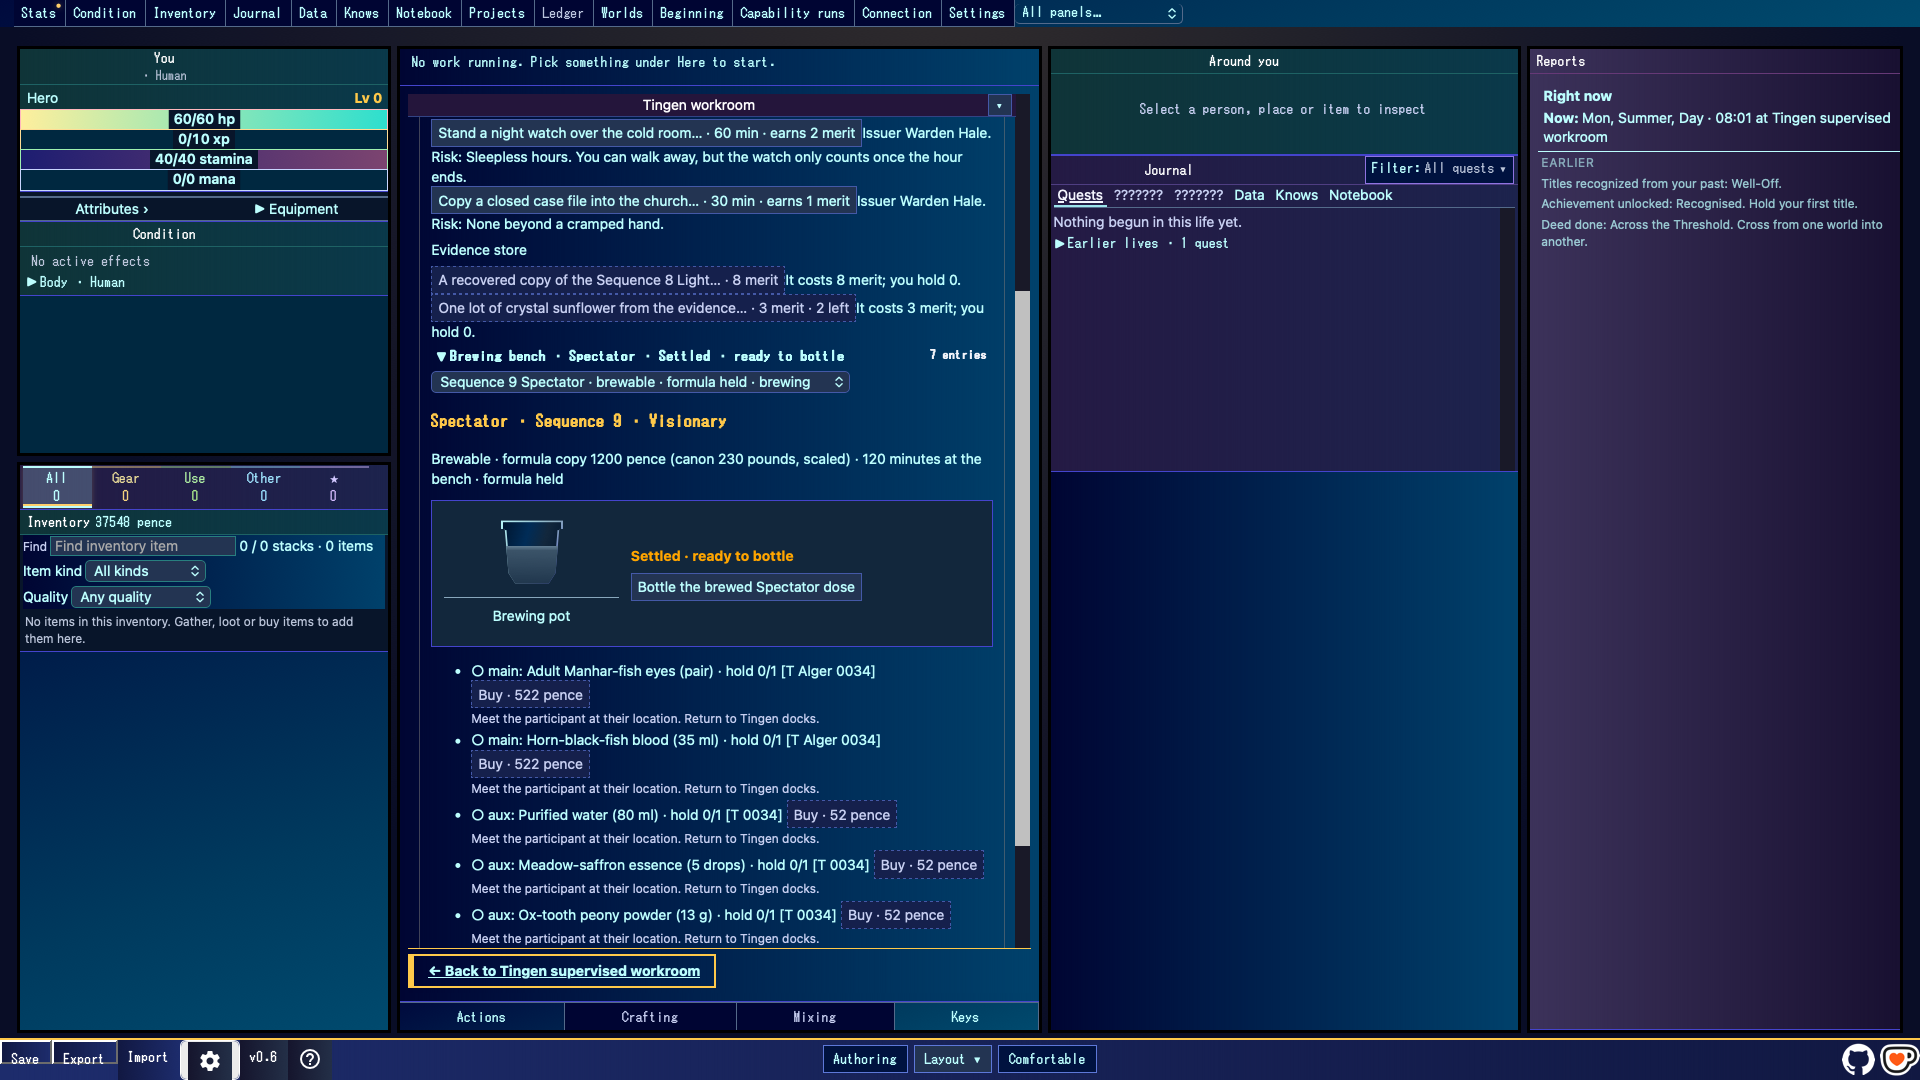 Stats Condition Inventory Journal Data Knows Notebook Projects Ledger Worlds Beginning Capability runs Connection Settings All panels…
You
· Human
Hero Lv 0
60/60 hp
0/10 xp
40/40 stamina
0/0 mana
Attributes › ▶ Equipment
Condition
No active effects
▶ Body · Human
All Gear Use Other ★
0 0 0 0 0
Inventory 37548 pence
Find Find inventory item 0 / 0 stacks · 0 items
Item kind All kinds
Quality Any quality
No items in this inventory. Gather, loot or buy items to add
them here.
No work running. Pick something under Here to start.
Tingen workroom
Stand a night watch over the cold room… · 60 min · earns 2 merit Issuer Warden Hale.
Risk: Sleepless hours. You can walk away, but the watch only counts once the hour
ends.
Copy a closed case file into the church… · 30 min · earns 1 merit Issuer Warden Hale.
Risk: None beyond a cramped hand.
Evidence store
A recovered copy of the Sequence 8 Light… · 8 merit It costs 8 merit; you hold 0.
One lot of crystal sunflower from the evidence… · 3 merit · 2 left It costs 3 merit; you
hold 0.
▼ Brewing bench · Spectator · Settled · ready to bottle 7 entries
Sequence 9 Spectator · brewable · formula held · brewing
Spectator · Sequence 9 · Visionary
Brewable · formula copy 1200 pence (canon 230 pounds, scaled) · 120 minutes at the
bench · formula held
Settled · ready to bottle
Bottle the brewed Spectator dose
Brewing pot
• O main: Adult Manhar-fish eyes (pair) · hold 0/1 [T Alger 0034]
Buy · 522 pence
Meet the participant at their location. Return to Tingen docks.
• O main: Horn-black-fish blood (35 ml) · hold 0/1 [T Alger 0034]
Buy · 522 pence
Meet the participant at their location. Return to Tingen docks.
• O aux: Purified water (80 ml) · hold 0/1 [T 0034] Buy · 52 pence
Meet the participant at their location. Return to Tingen docks.
• O aux: Meadow-saffron essence (5 drops) · hold 0/1 [T 0034] Buy · 52 pence
Meet the participant at their location. Return to Tingen docks.
• O aux: Ox-tooth peony powder (13 g) · hold 0/1 [T 0034] Buy · 52 pence
Meet the participant at their location. Return to Tingen docks.
← Back to Tingen supervised workroom
Actions Crafting Mixing Keys
Around you
Select a person, place or item to inspect
Journal Filter: All quests ▾
Quests ??????? ??????? Data Knows Notebook
Nothing begun in this life yet.
▶ Earlier lives · 1 quest
Reports
Right now
Now: Mon, Summer, Day · 08:01 at Tingen supervised
workroom
EARLIER
Titles recognized from your past: Well-Off.
Achievement unlocked: Recognised. Hold your first title.
Deed done: Across the Threshold. Cross from one world into
another.
Save Export Import v0.6 Authoring Layout ▾ Comfortable